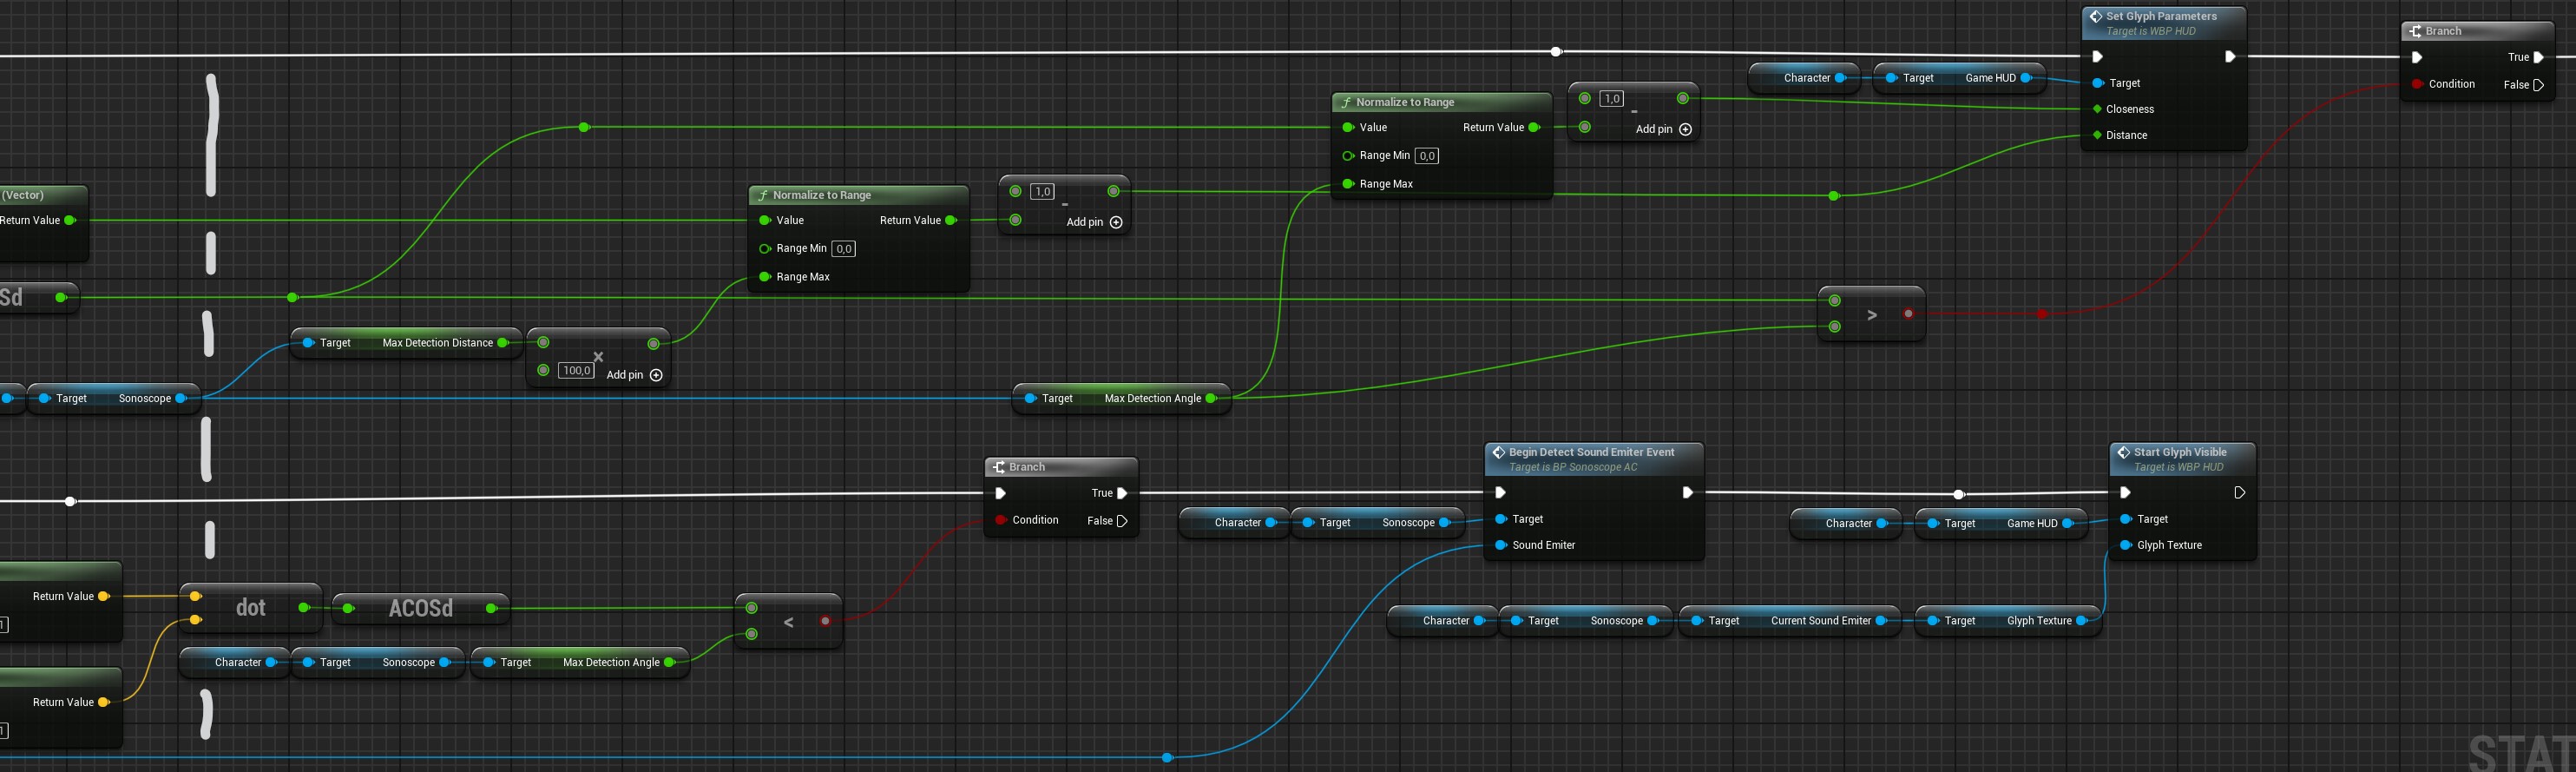 Set Glyph Parameters
Target is WBP HUD
Branch
True
Condition
False
Character
Target
Game HUD
Target
Closeness
Distance
Normalize to Range
Value
Return Value
Range Min 0,0
Range Max
1,0
-
Add pin
(Vector)
Return Value
Normalize to Range
Value
Return Value
Range Min 0,0
Range Max
1,0
-
Add pin
Sd
>
Target
Max Detection Distance
×
100,0
Add pin
Target
Sonoscope
Target
Max Detection Angle
Branch
True
Condition
False
Begin Detect Sound Emiter Event
Target is BP Sonoscope AC
Target
Sound Emiter
Character
Target
Sonoscope
Start Glyph Visible
Target is WBP HUD
Target
Glyph Texture
Character
Target
Game HUD
Return Value
1
dot
ACOSd
<
Character
Target
Sonoscope
Target
Current Sound Emiter
Target
Glyph Texture
Character
Target
Sonoscope
Target
Max Detection Angle
Return Value
1
STAT